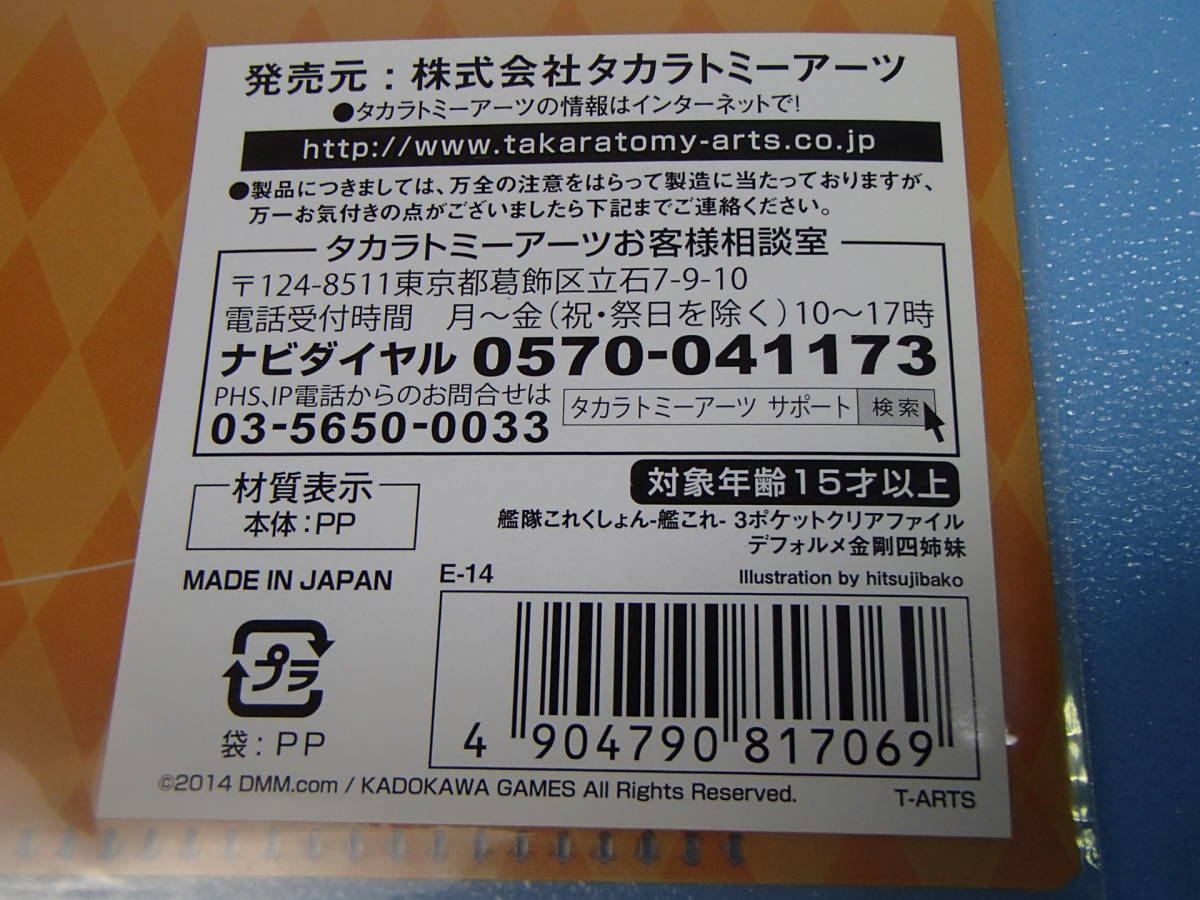 発売元：株式会社タカラトミーアーツ
●タカラトミーアーツの情報はインターネットで！
http://www.takaratomy-arts.co.jp
●製品につきましては、万全の注意をはらって製造に当たっておりますが、
万一お気付きの点がございましたら下記までご連絡ください。
タカラトミーアーツお客様相談室
〒124-8511東京都葛飾区立石7-9-10
電話受付時間　月～金（祝・祭日を除く）10～17時
ナビダイヤル 0570-041173
PHS、IP電話からのお問合せは
03-5650-0033
タカラトミーアーツ サポート 検索
材質表示
本体：PP
対象年齢15才以上
艦隊これくしょん-艦これ- 3ポケットクリアファイル
デフォルメ金剛四姉妹
MADE IN JAPAN
E-14
Illustration by hitsujibako
プラ
袋：PP
4 904790 817069
©2014 DMM.com / KADOKAWA GAMES All Rights Reserved.
T-ARTS